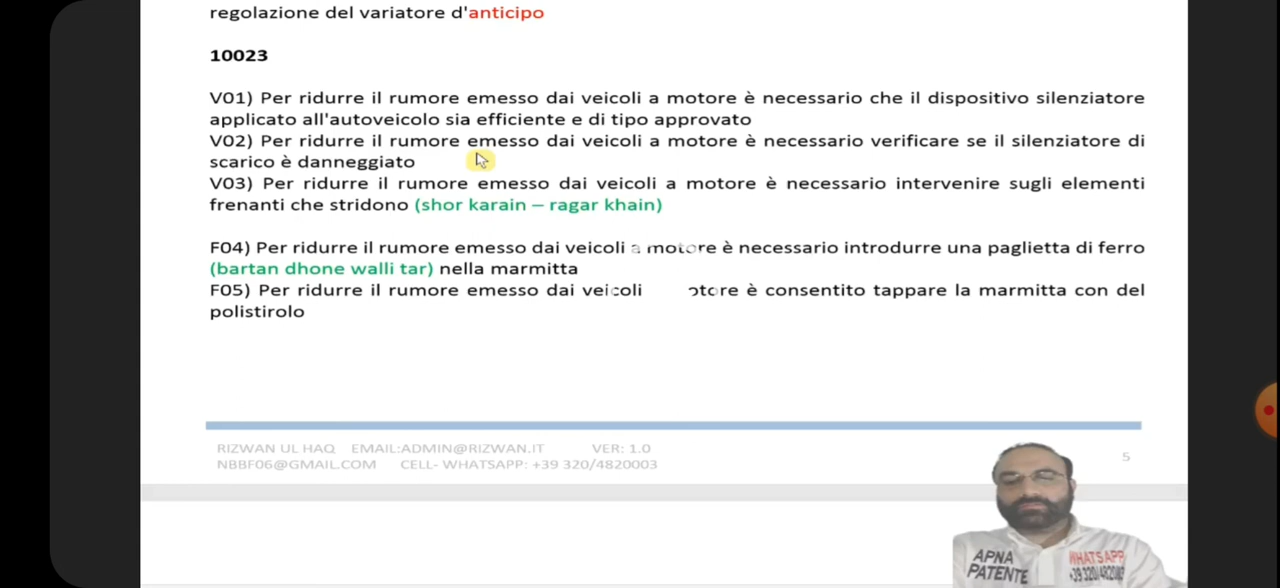 regolazione del variatore d'anticipo
10023
V01) Per ridurre il rumore emesso dai veicoli a motore è necessario che il dispositivo silenziatore
applicato all'autoveicolo sia efficiente e di tipo approvato
V02) Per ridurre il rumore emesso dai veicoli a motore è necessario verificare se il silenziatore di
scarico è danneggiato
V03) Per ridurre il rumore emesso dai veicoli a motore è necessario intervenire sugli elementi
frenanti che stridono (shor karain – ragar khain)
F04) Per ridurre il rumore emesso dai veicoli a motore è necessario introdurre una paglietta di ferro
(bartan dhone walli tar) nella marmitta
F05) Per ridurre il rumore emesso dai veicoli otore è consentito tappare la marmitta con del
polistirolo
RIZWAN UL HAQ EMAIL:ADMIN@RIZWAN.IT VER: 1.0
NBBF06@GMAIL.COM CELL- WHATSAPP: +39 320/4820003
5
APNA
PATENTE
WHATSAPP
+39 320/4820003